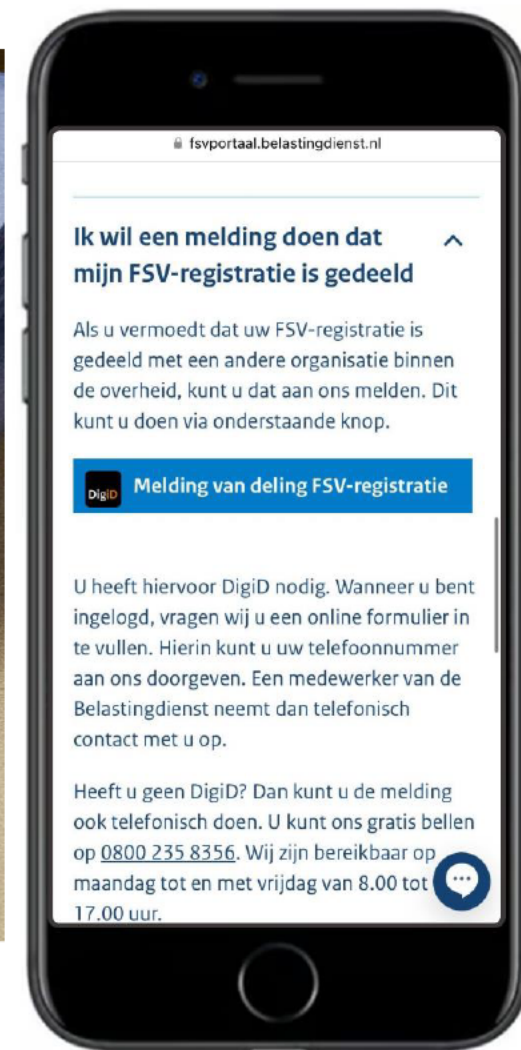 fsvportaal.belastingdienst.nl
Ik wil een melding doen dat
mijn FSV-registratie is gedeeld
Als u vermoedt dat uw FSV-registratie is
gedeeld met een andere organisatie binnen
de overheid, kunt u dat aan ons melden. Dit
kunt u doen via onderstaande knop.
DigiD Melding van deling FSV-registratie
U heeft hiervoor DigiD nodig. Wanneer u bent
ingelogd, vragen wij u een online formulier in
te vullen. Hierin kunt u uw telefoonnummer
aan ons doorgeven. Een medewerker van de
Belastingdienst neemt dan telefonisch
contact met u op.
Heeft u geen DigiD? Dan kunt u de melding
ook telefonisch doen. U kunt ons gratis bellen
op 0800 235 8356. Wij zijn bereikbaar op
maandag tot en met vrijdag van 8.00 tot
17.00 uur.